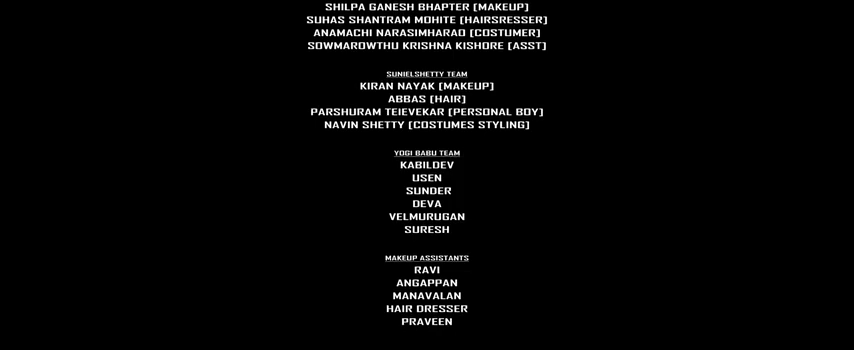 SHILPA GANESH BHAPTER (MAKEUP)
SUHAS SHANTRAM MOHITE (HAIRSRESSER)
ANAMACHI NARASIMHARAO (COSTUMER)
SOWMAROWTHU KRISHNA KISHORE (ASST)
SUNIELSHETTY TEAM
KIRAN NAYAK (MAKEUP)
ABBAS (HAIR)
PARSHURAM TEIEVEKAR (PERSONAL BOY)
NAVIN SHETTY (COSTUMES STYLING)
YOGI BABU TEAM
KABILDEV
USEN
SUNDER
DEVA
VELMURUGAN
SURESH
MAKEUP ASSISTANTS
RAVI
ANGAPPAN
MANAVALAN
HAIR DRESSER
PRAVEEN